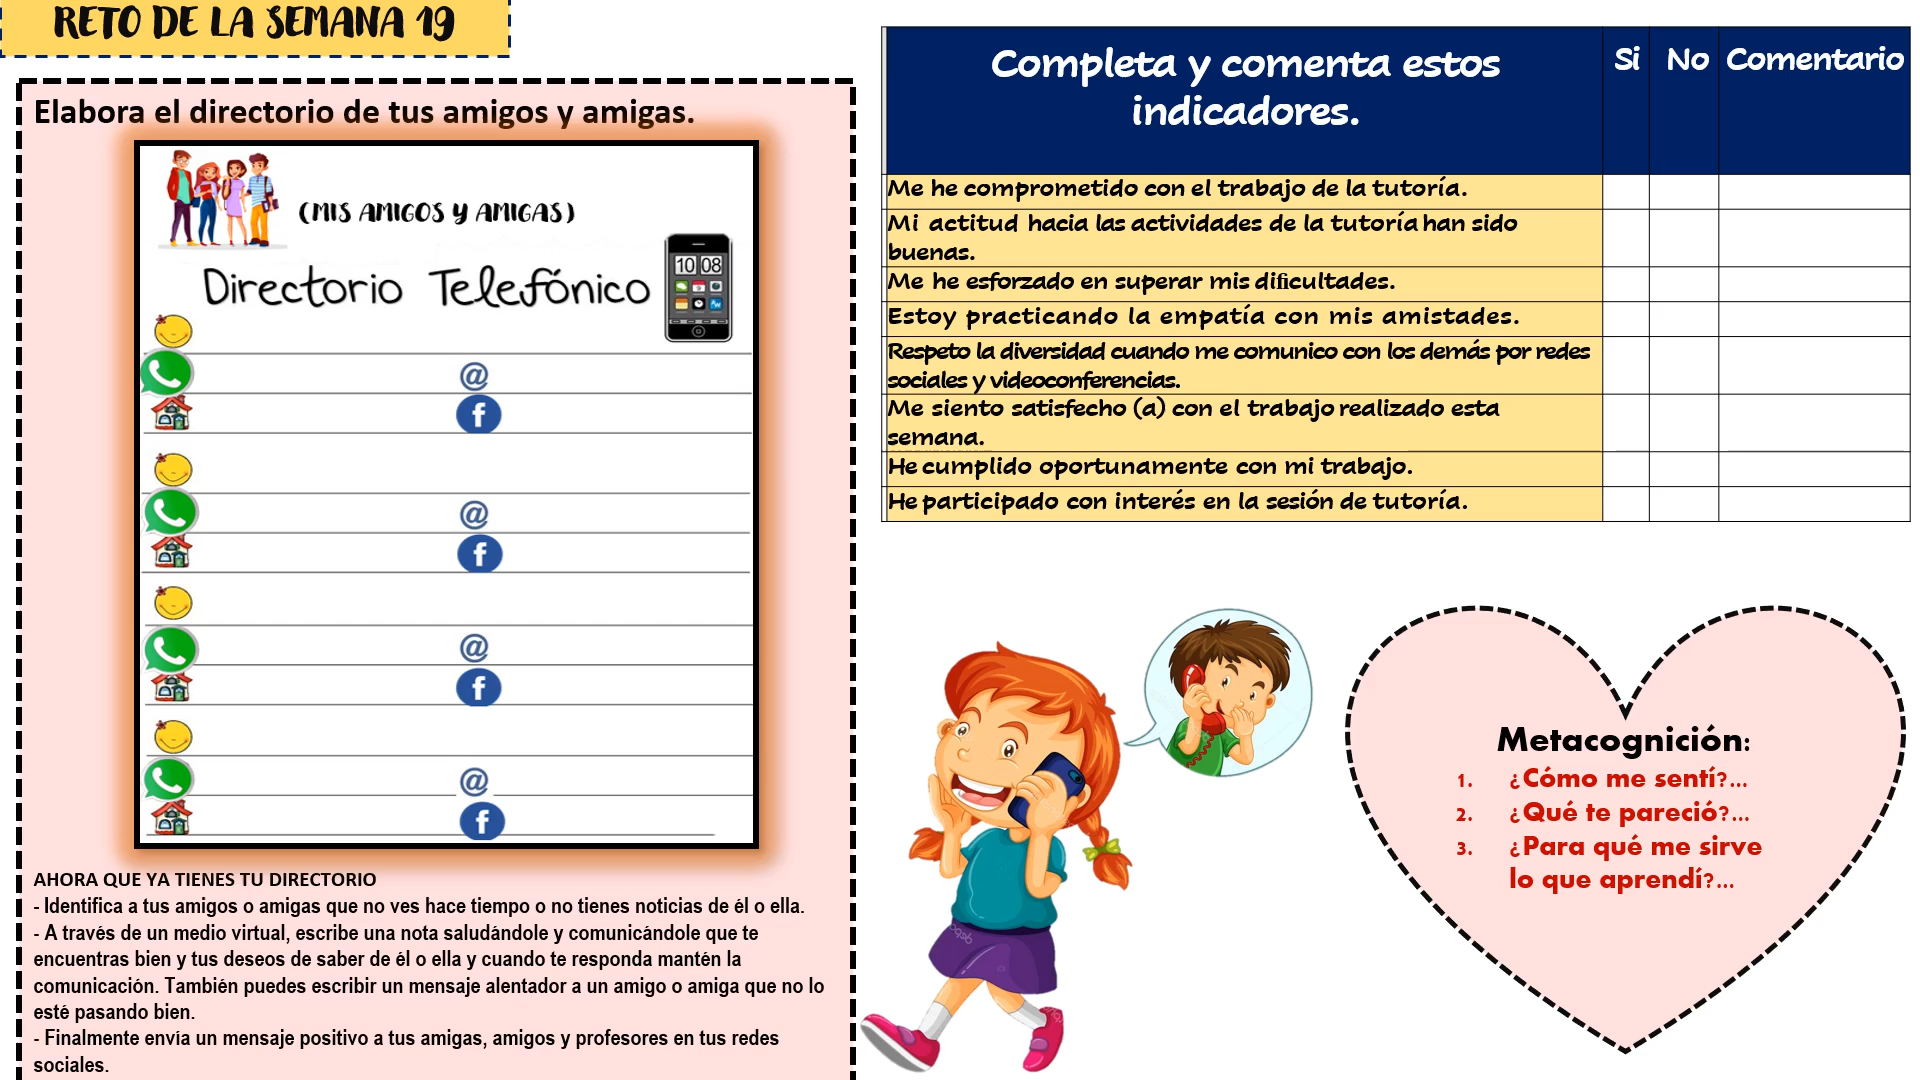 RETO DE LA SEMANA 19
Elabora el directorio de tus amigos y amigas.
(MIS AMIGOS Y AMIGAS)
Directorio Telefónico
10 08
@
f
@
f
@
f
@
f
AHORA QUE YA TIENES TU DIRECTORIO
- Identifica a tus amigos o amigas que no ves hace tiempo o no tienes noticias de él o ella.
- A través de un medio virtual, escribe una nota saludándole y comunicándole que te
encuentras bien y tus deseos de saber de él o ella y cuando te responda mantén la
comunicación. También puedes escribir un mensaje alentador a un amigo o amiga que no lo
esté pasando bien.
- Finalmente envía un mensaje positivo a tus amigas, amigos y profesores en tus redes
sociales.
Completa y comenta estos
indicadores.
Si No Comentario
Me he comprometido con el trabajo de la tutoría.
Mi actitud hacia las actividades de la tutoría han sido
buenas.
Me he esforzado en superar mis dificultades.
Estoy practicando la empatía con mis amistades.
Respeto la diversidad cuando me comunico con los demás por redes
sociales y videoconferencias.
Me siento satisfecho (a) con el trabajo realizado esta
semana.
He cumplido oportunamente con mi trabajo.
He participado con interés en la sesión de tutoría.
Metacognición:
1. ¿Cómo me sentí?...
2. ¿Qué te pareció?...
3. ¿Para qué me sirve
lo que aprendí?...